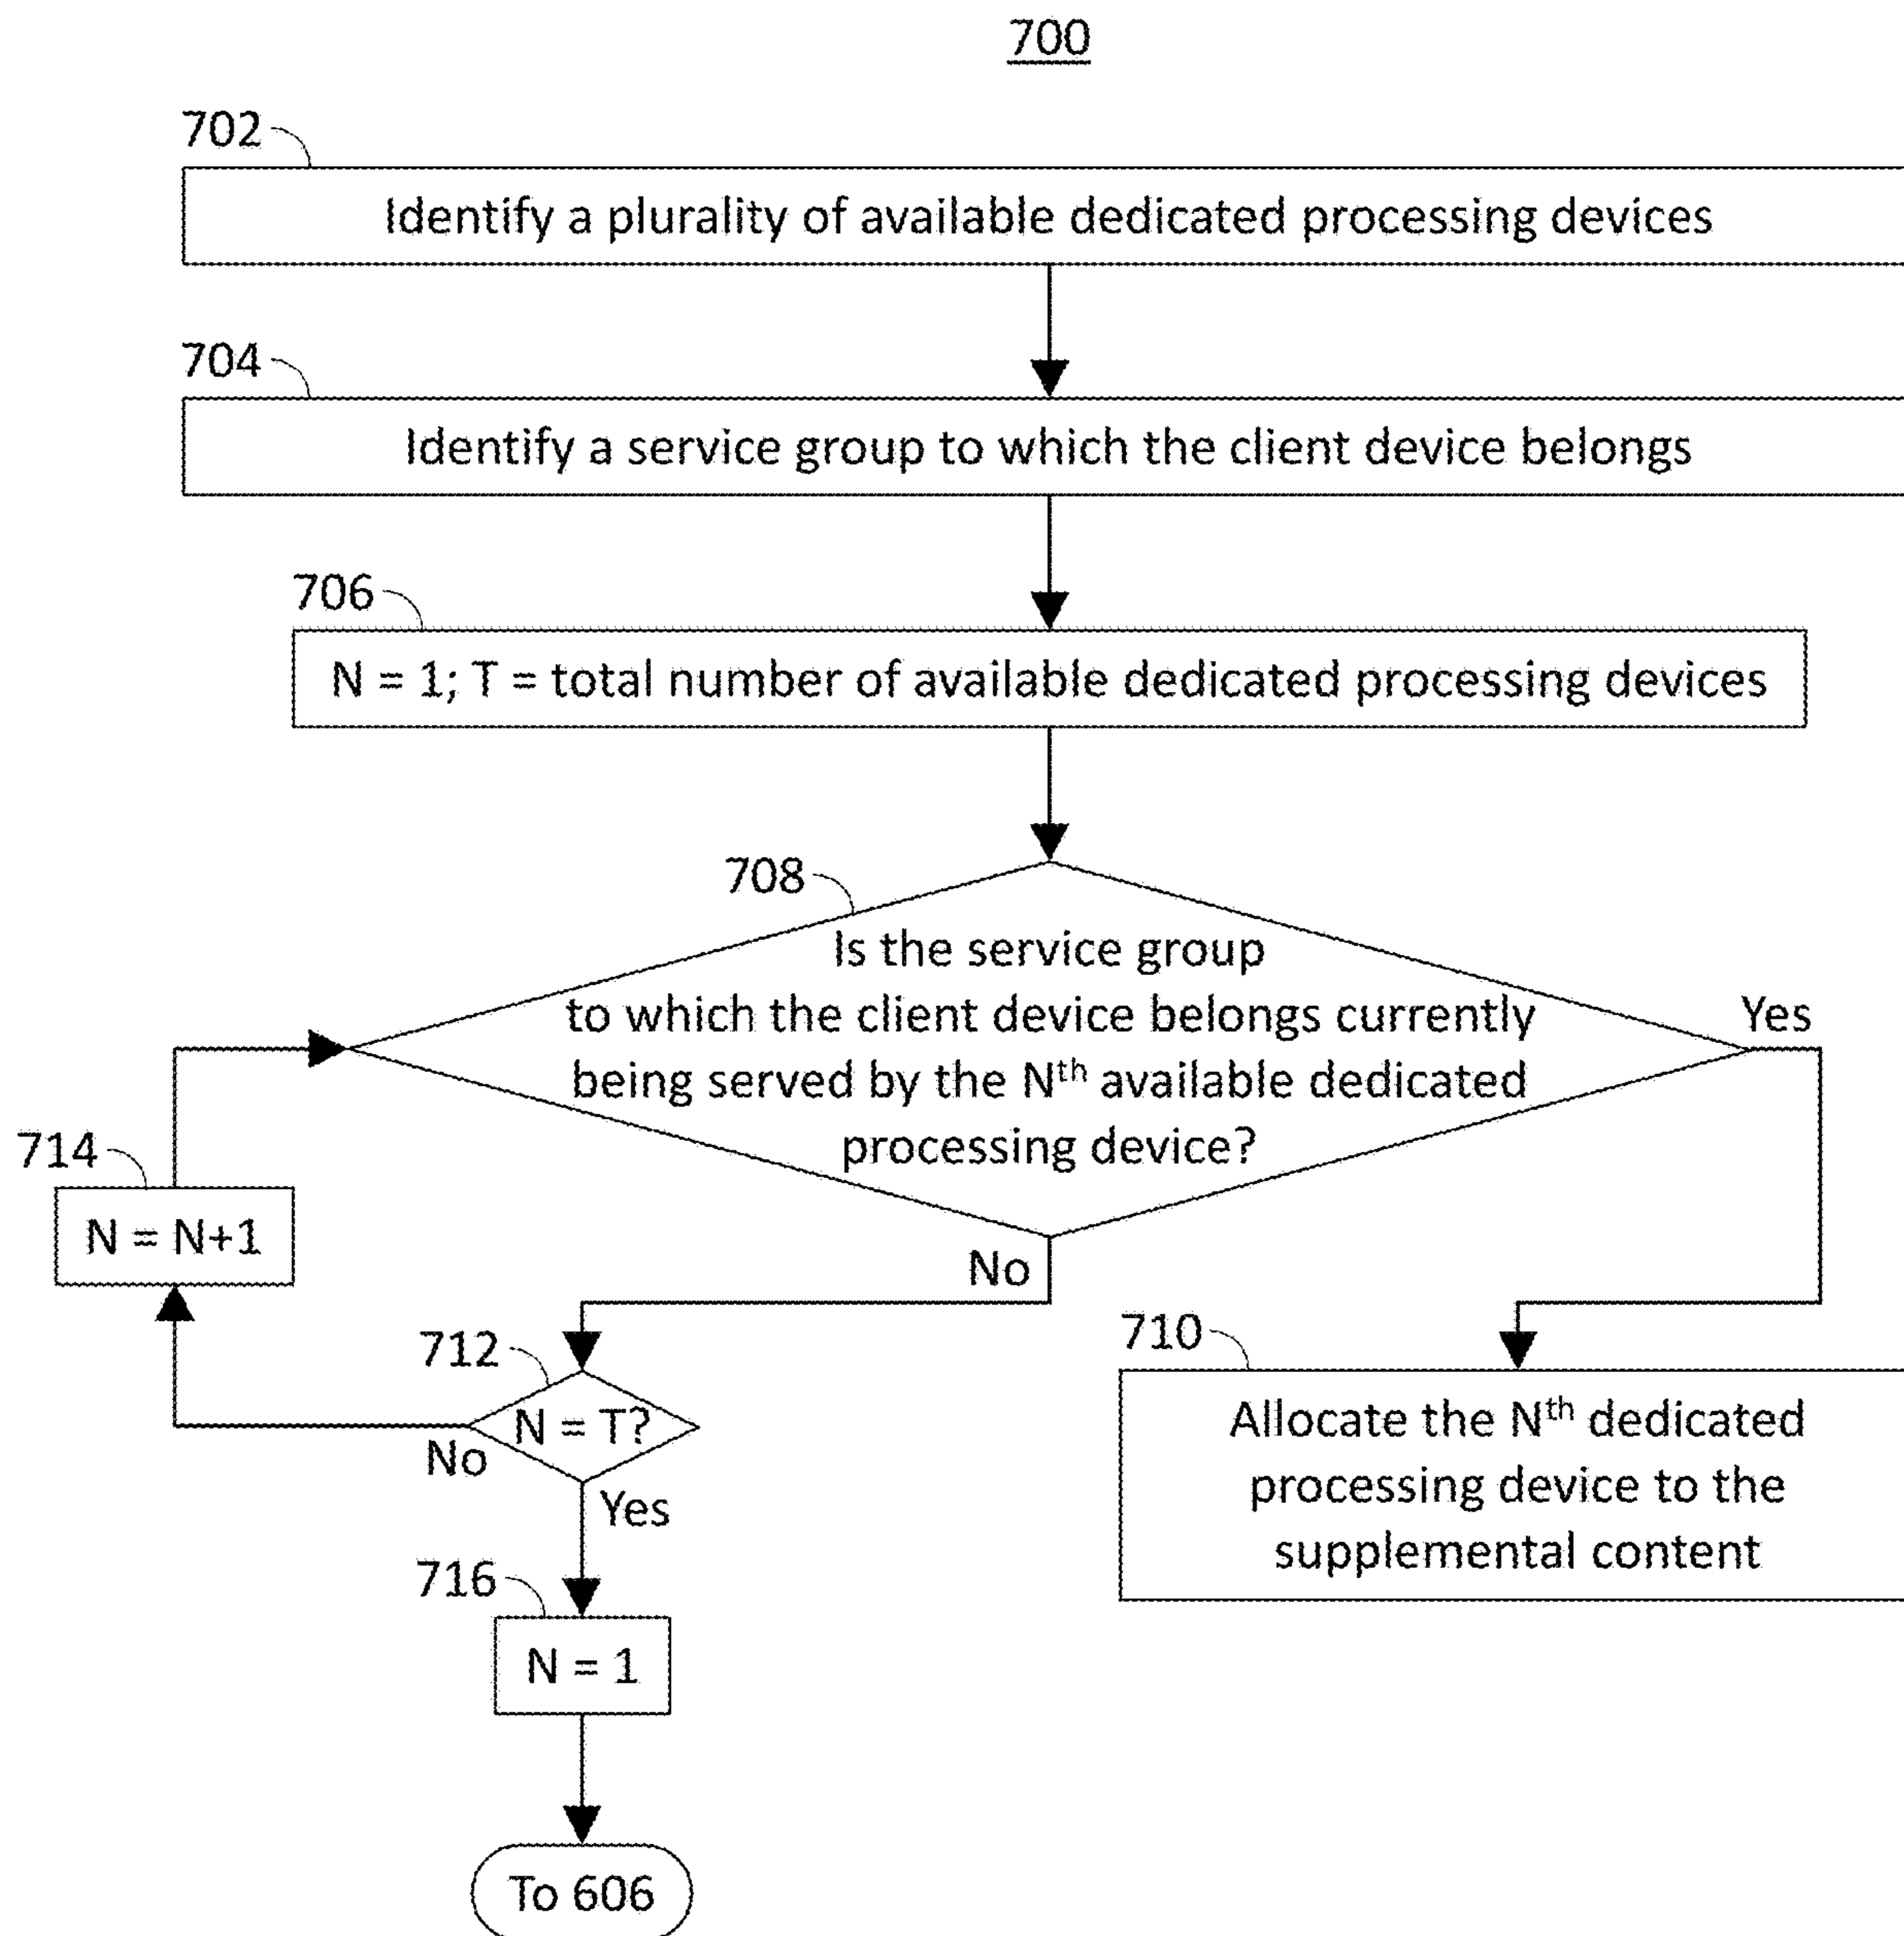 700
702
Identify a plurality of available dedicated processing devices
704
Identify a service group to which the client device belongs
706
N = 1; T = total number of available dedicated processing devices
708
Is the service group
to which the client device belongs currently
being served by the Nth available dedicated
processing device?
Yes
No
714
N = N+1
712
N = T?
No
Yes
710
Allocate the Nth dedicated
processing device to the
supplemental content
716
N = 1
To 606